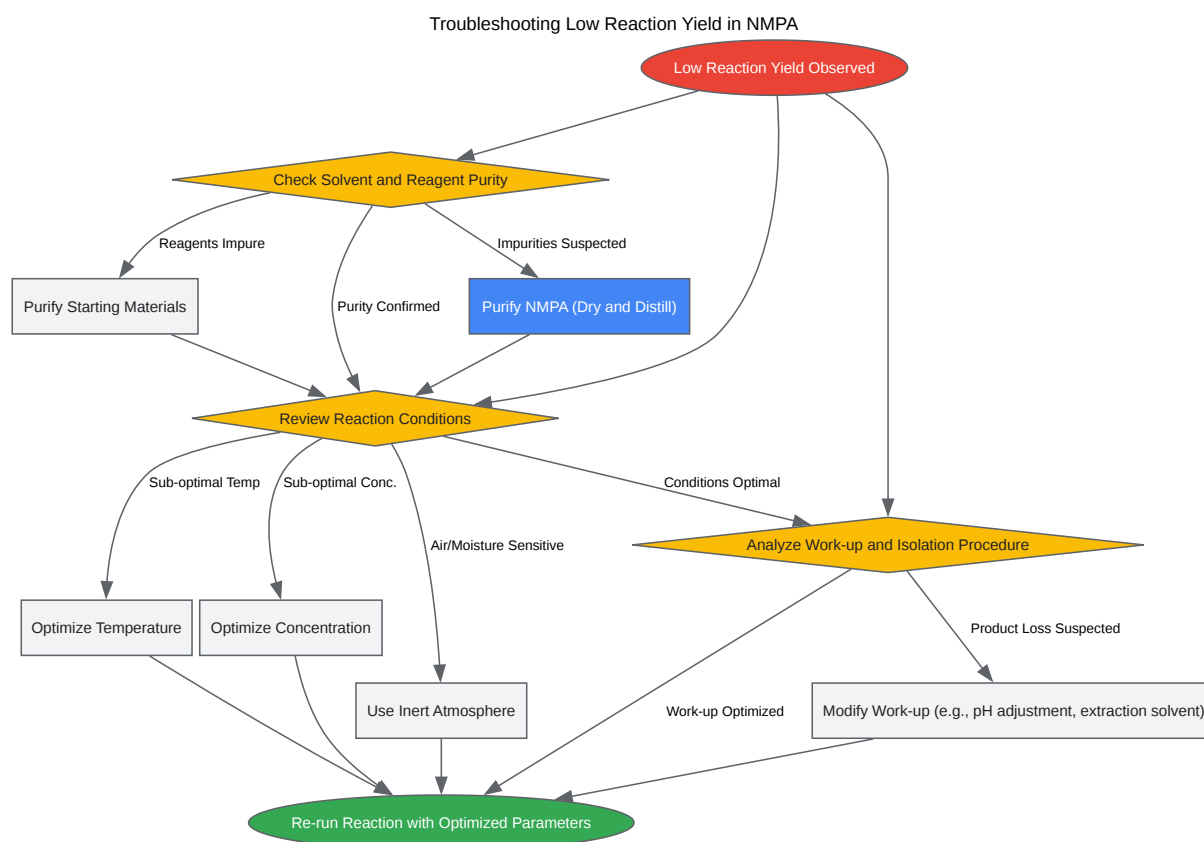 Troubleshooting Low Reaction Yield in NMPA
Low Reaction Yield Observed
Check Solvent and Reagent Purity
Reagents Impure
Impurities Suspected
Purify Starting Materials
Purity Confirmed
Purify NMPA (Dry and Distill)
Review Reaction Conditions
Sub-optimal Temp
Sub-optimal Conc.
Conditions Optimal
Air/Moisture Sensitive
Analyze Work-up and Isolation Procedure
Optimize Temperature
Optimize Concentration
Product Loss Suspected
Use Inert Atmosphere
Work-up Optimized
Modify Work-up (e.g., pH adjustment, extraction solvent)
Re-run Reaction with Optimized Parameters